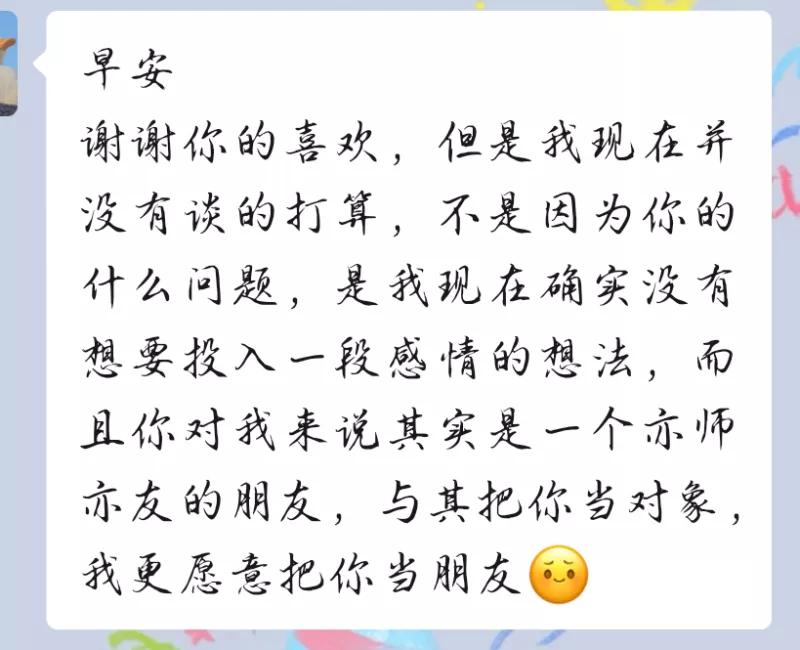 早安
谢谢你的喜欢，但是我现在并
没有谈的打算，不是因为你的
什么问题，是我现在确实没有
想要投入一段感情的想法，而
且你对我来说其实是一个亦师
亦友的朋友，与其把你当对象，
我更愿意把你当朋友